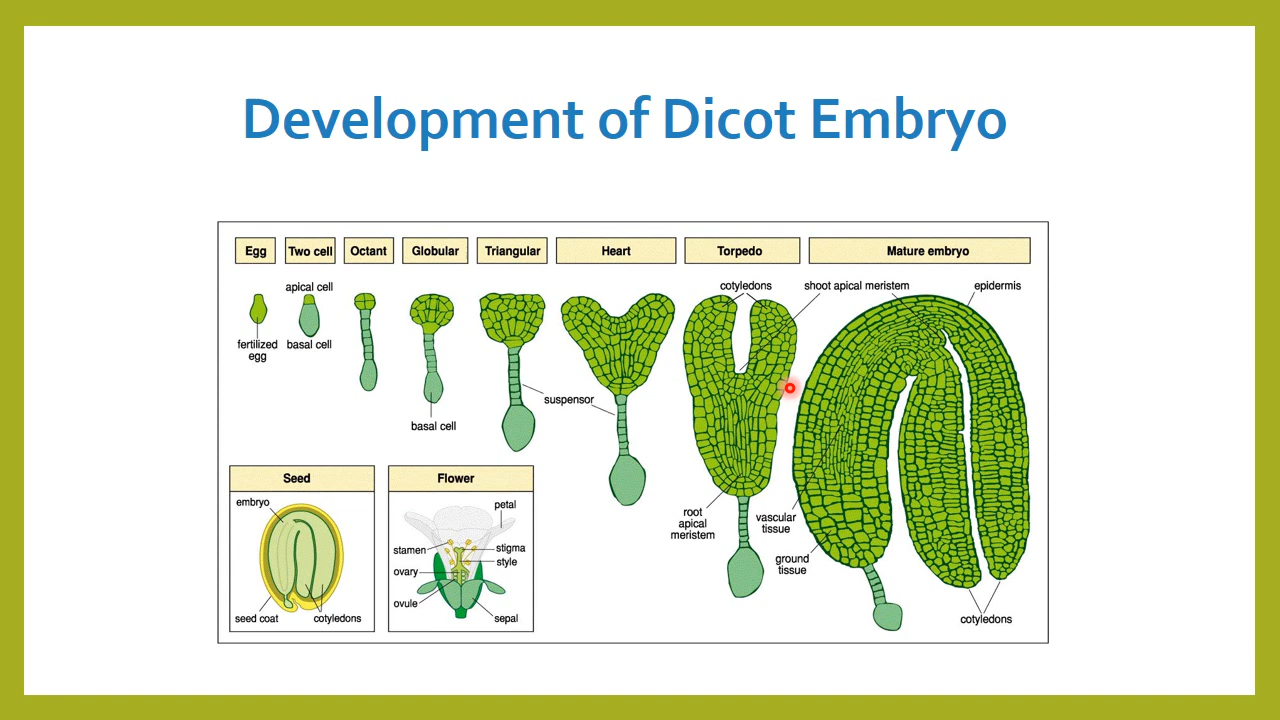 Development of Dicot Embryo
Egg
Two cell
Octant
Globular
Triangular
Heart
Torpedo
Mature embryo
apical cell
cotyledons
shoot apical meristem
epidermis
fertilized
egg
basal cell
suspensor
basal cell
root
apical
meristem
vascular
tissue
ground
tissue
cotyledons
Seed
embryo
seed coat
cotyledons
Flower
petal
stamen
stigma
style
ovary
ovule
sepal